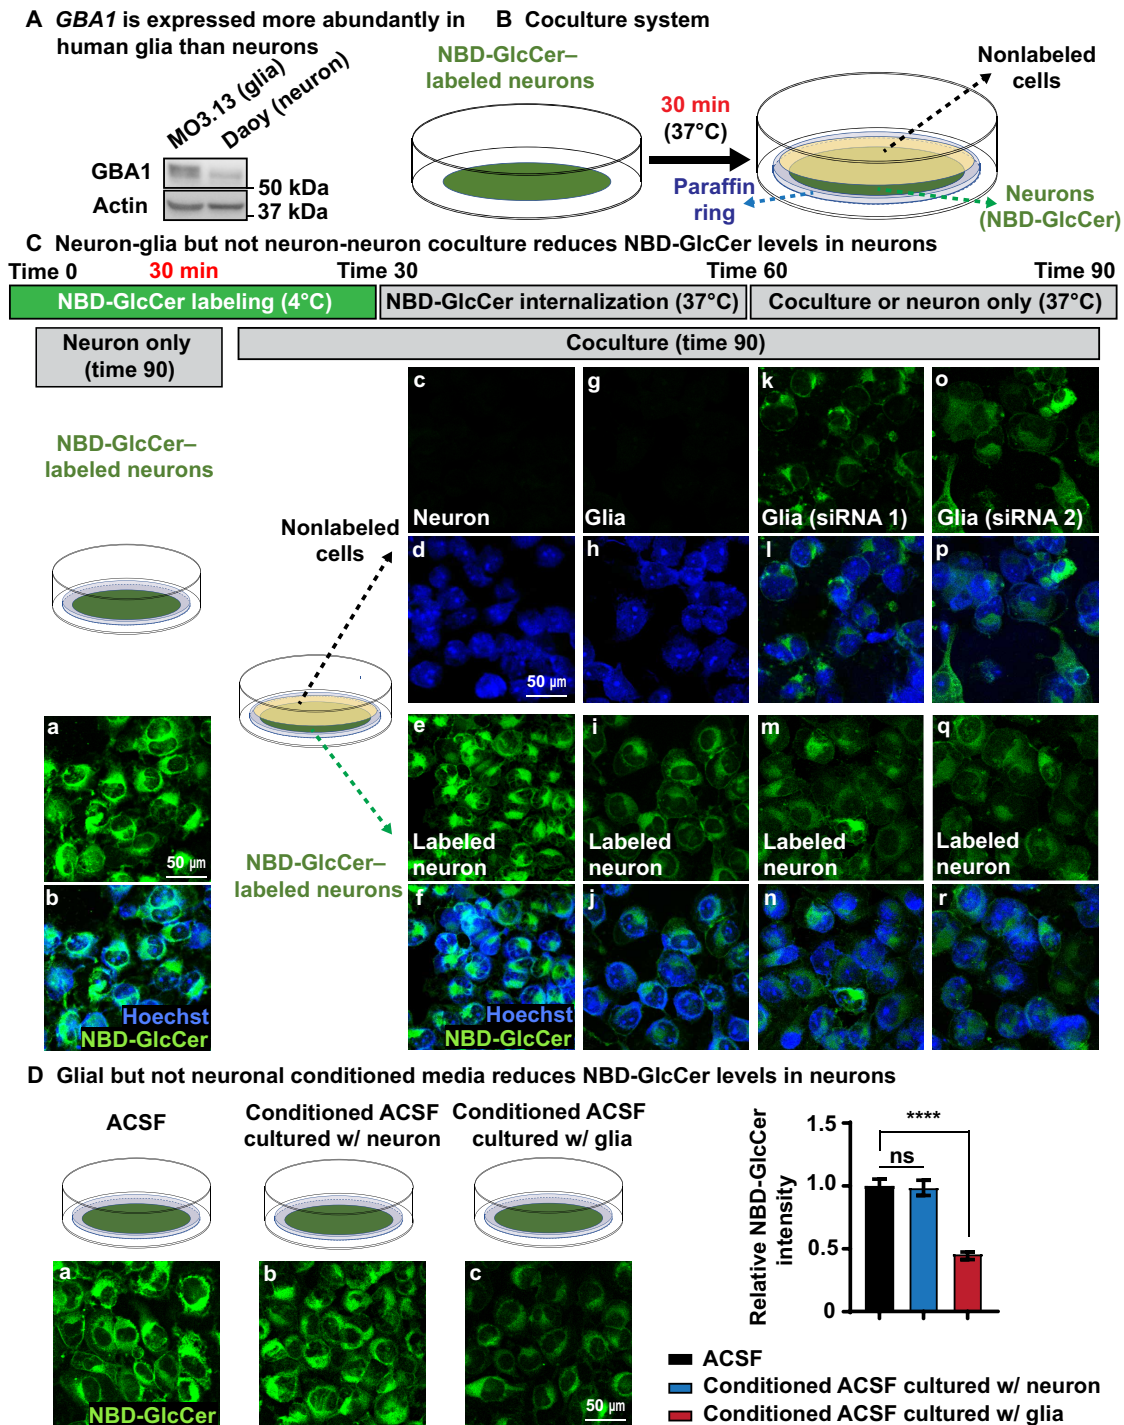 A GBA1 is expressed more abundantly in
human glia than neurons
MO3.13 (glia)
Daoy (neuron)
GBA1
50 kDa
Actin
37 kDa
B Coculture system
NBD-GlcCer–
labeled neurons
30 min
(37°C)
Nonlabeled
cells
Paraffin
ring
Neurons
(NBD-GlcCer)
C Neuron-glia but not neuron-neuron coculture reduces NBD-GlcCer levels in neurons
Time 0
30 min
Time 30
Time 60
Time 90
NBD-GlcCer labeling (4°C)
NBD-GlcCer internalization (37°C)
Coculture or neuron only (37°C)
Neuron only
(time 90)
Coculture (time 90)
NBD-GlcCer–
labeled neurons
Nonlabeled
cells
NBD-GlcCer–
labeled neurons
a
50 µm
b
Hoechst
NBD-GlcCer
c
Neuron
g
Glia
k
Glia (siRNA 1)
o
Glia (siRNA 2)
d
50 µm
h
l
p
e
Labeled
neuron
i
Labeled
neuron
m
Labeled
neuron
q
Labeled
neuron
f
Hoechst
NBD-GlcCer
j
n
r
D Glial but not neuronal conditioned media reduces NBD-GlcCer levels in neurons
ACSF
Conditioned ACSF
cultured w/ neuron
Conditioned ACSF
cultured w/ glia
a
NBD-GlcCer
b
c
50 µm
Relative NBD-GlcCer
intensity
1.5
1.0
0.5
0
****
ns
ACSF
Conditioned ACSF cultured w/ neuron
Conditioned ACSF cultured w/ glia